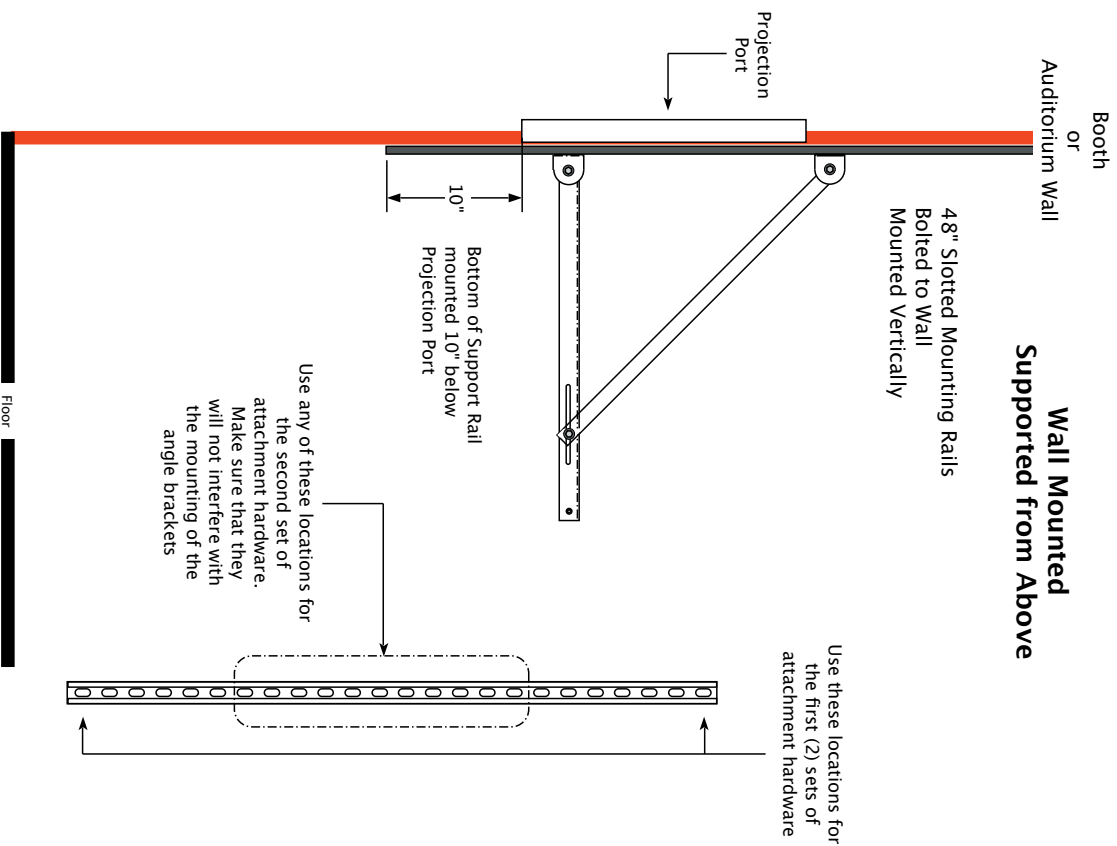 Wall Mounted
Supported from Above
Booth
or
Auditorium Wall
48" Slotted Mounting Rails
Bolted to Wall
Mounted Vertically
Projection
Port
10"
Bottom of Support Rail
mounted 10" below
Projection Port
Use these locations for
the first (2) sets of
attachment hardware
Use any of these locations for
the second set of
attachment hardware.
Make sure that they
will not interfere with
the mounting of the
angle brackets
Floor